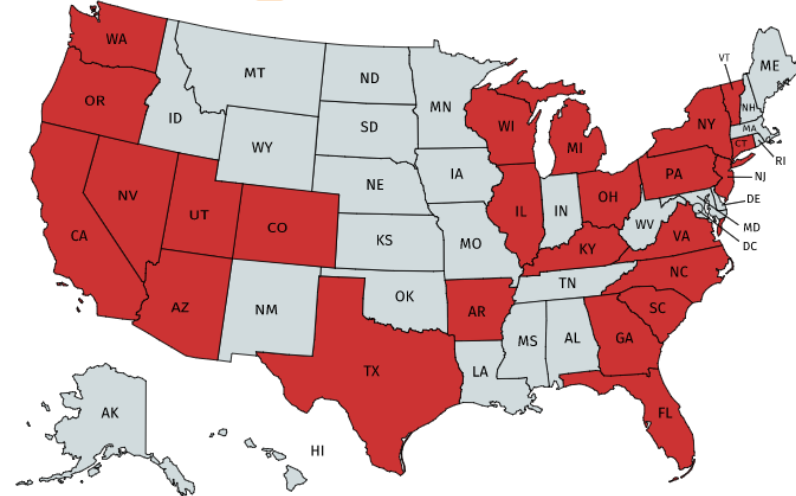 WA
MT
ND
MN
VT
ME
OR
ID
SD
WI
MI
NY
NH
MA
CT
RI
WY
IA
PA
NJ
NV
UT
CO
NE
IL
IN
OH
DE
WV
MD
DC
CA
KS
MO
KY
VA
AZ
NM
OK
AR
TN
NC
SC
MS
AL
GA
TX
LA
FL
AK
HI